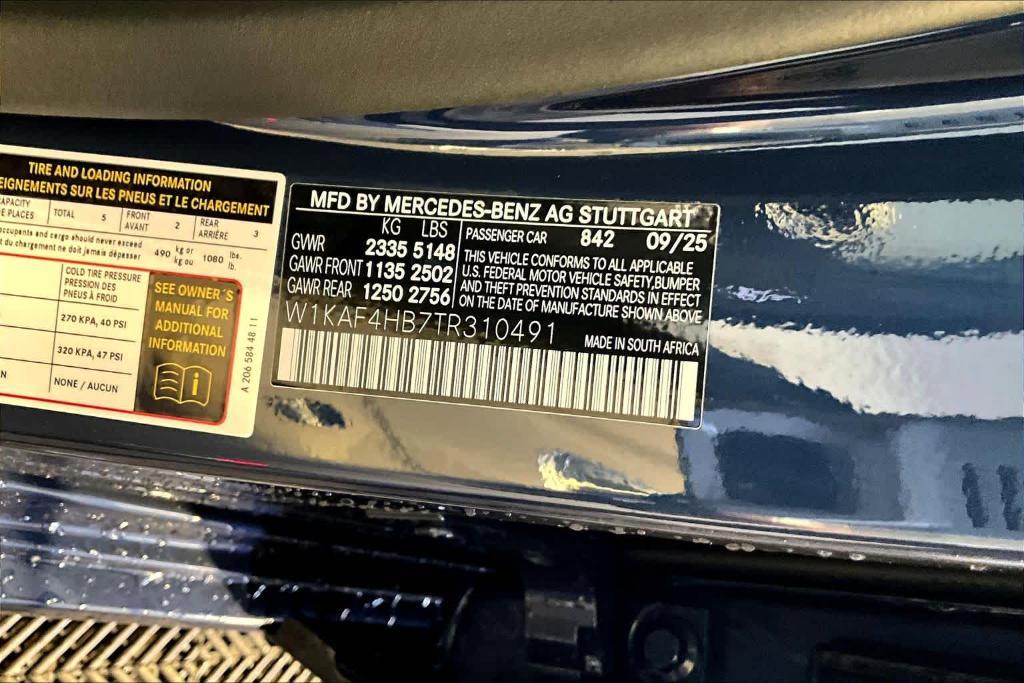 TIRE AND LOADING INFORMATION
EIGNEMENTS SUR LES PNEUS ET LE CHARGEMENT
CAPACITY
DE PLACES
TOTAL 5
FRONT
AVANT 2
REAR
ARRIÈRE 3
occupants and cargo should never exceed
t du chargement ne doit jamais dépasser
490 kg or
kg ou
1080 lbs.
lb.
COLD TIRE PRESSURE
PRESSION DES
PNEUS À FROID
270 KPA, 40 PSI
320 KPA, 47 PSI
N
NONE / AUCUN
SEE OWNER´S
MANUAL FOR
ADDITIONAL
INFORMATION
i
A 206 584 48 11
MFD BY MERCEDES-BENZ AG STUTTGART
KG LBS
GVWR 2335 5148
GAWR FRONT 1135 2502
GAWR REAR 1250 2756
PASSENGER CAR 842 09/25
THIS VEHICLE CONFORMS TO ALL APPLICABLE
U.S. FEDERAL MOTOR VEHICLE SAFETY,BUMPER
AND THEFT PREVENTION STANDARDS IN EFFECT
ON THE DATE OF MANUFACTURE SHOWN ABOVE
W1KAF4HB7TR310491
MADE IN SOUTH AFRICA